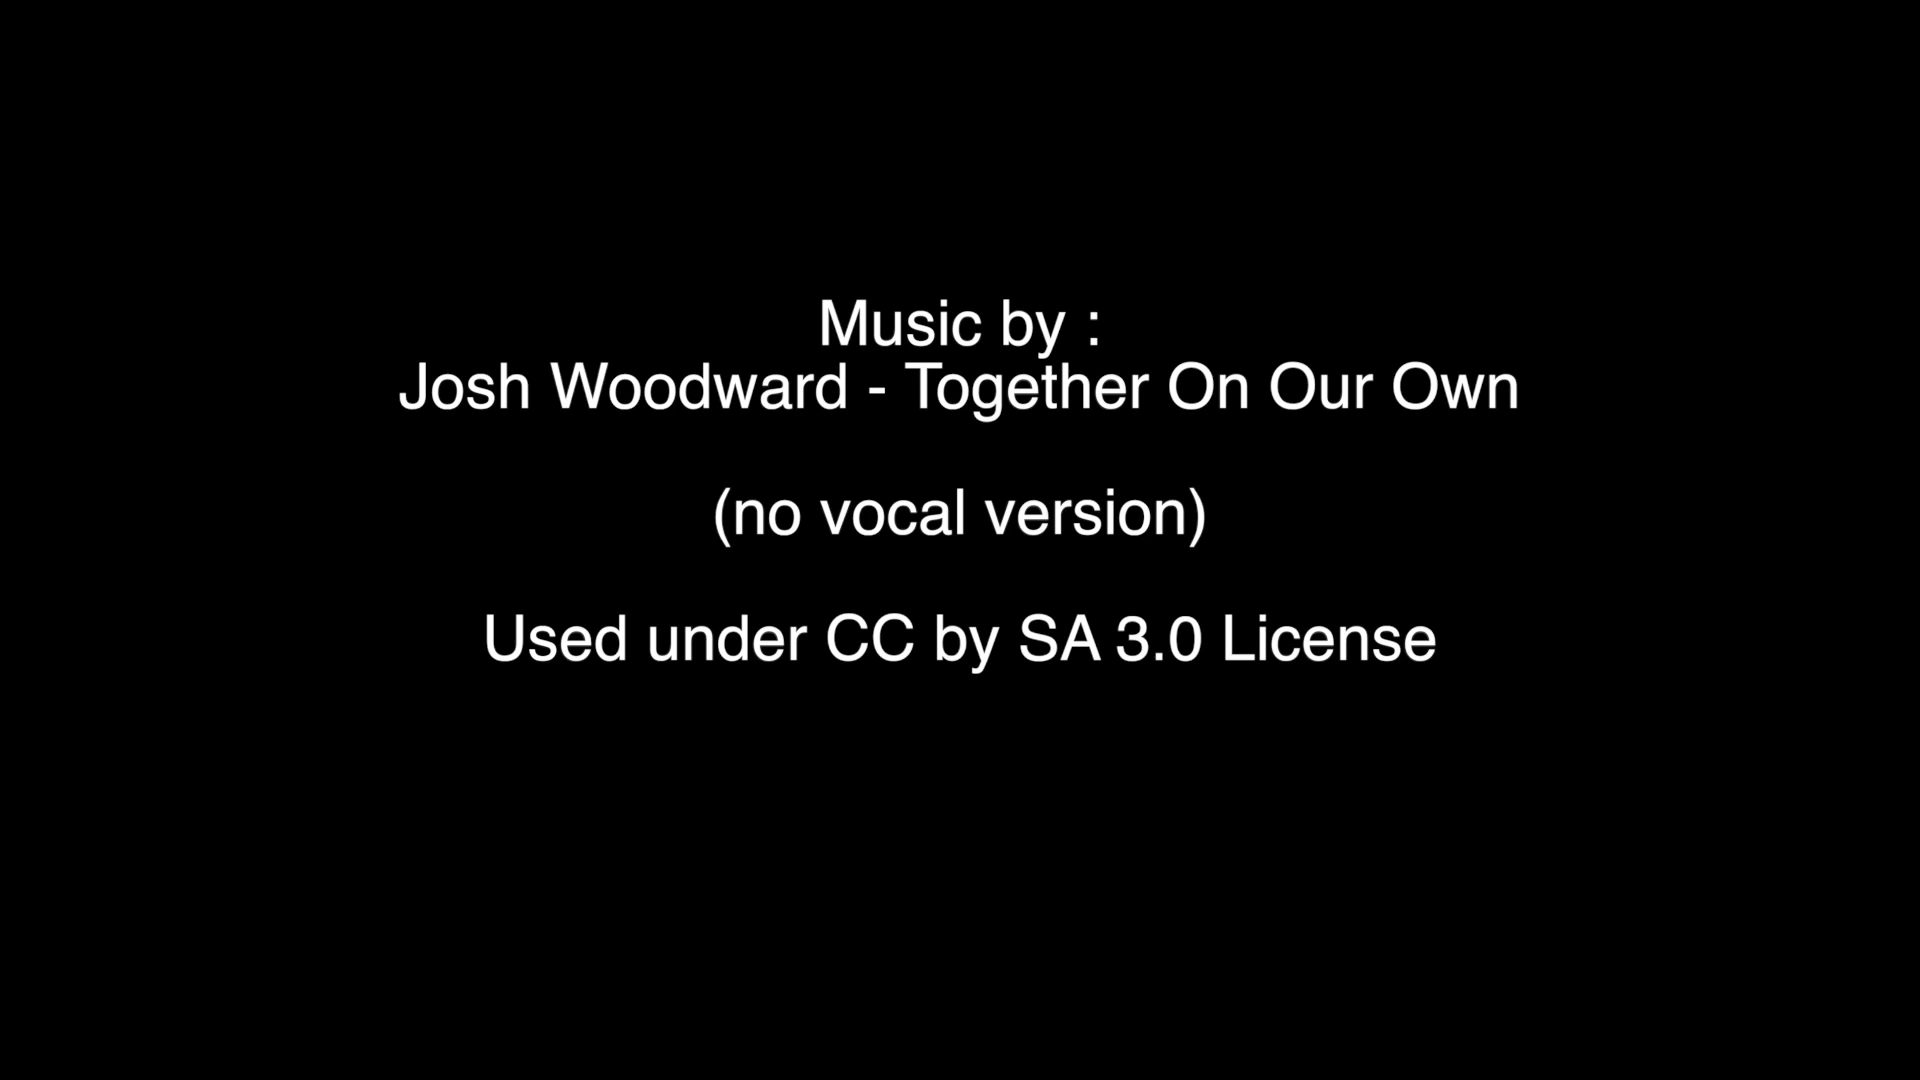 Music by :
Josh Woodward - Together On Our Own
(no vocal version)
Used under CC by SA 3.0 License